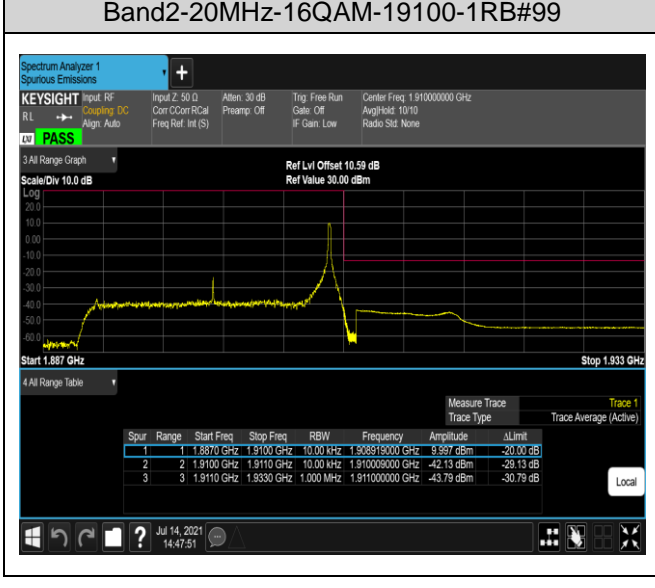 Band2-20MHz-16QAM-19100-1RB#99
Spectrum Analyzer 1
Spurious Emissions
+
KEYSIGHT Input: RF Input Z: 50 Ω Atten: 30 dB Trig: Free Run Center Freq: 1.910000000 GHz
RL Coupling: DC Corr CCorr RCal Preamp: Off Gate: Off Avg|Hold: 10/10
Align: Auto Freq Ref: Int (S) IF Gain: Low Radio Std: None
LXI PASS
3 All Range Graph
Ref Lvl Offset 10.59 dB
Scale/Div 10.0 dB Ref Value 30.00 dBm
Log
20.0
10.0
0.00
-10.0
-20.0
-30.0
-40.0
-50.0
-60.0
Start 1.887 GHz Stop 1.933 GHz
4 All Range Table
Measure Trace Trace 1
Trace Type Trace Average (Active)
Spur Range Start Freq Stop Freq RBW Frequency Amplitude ΔLimit
1 1 1.8870 GHz 1.9100 GHz 10.00 kHz 1.908919000 GHz 9.997 dBm -20.00 dB
2 2 1.9100 GHz 1.9110 GHz 10.00 kHz 1.910009000 GHz -42.13 dBm -29.13 dB
3 3 1.9110 GHz 1.9330 GHz 1.000 MHz 1.911000000 GHz -43.79 dBm -30.79 dB
Local
? Jul 14, 2021
14:47:51